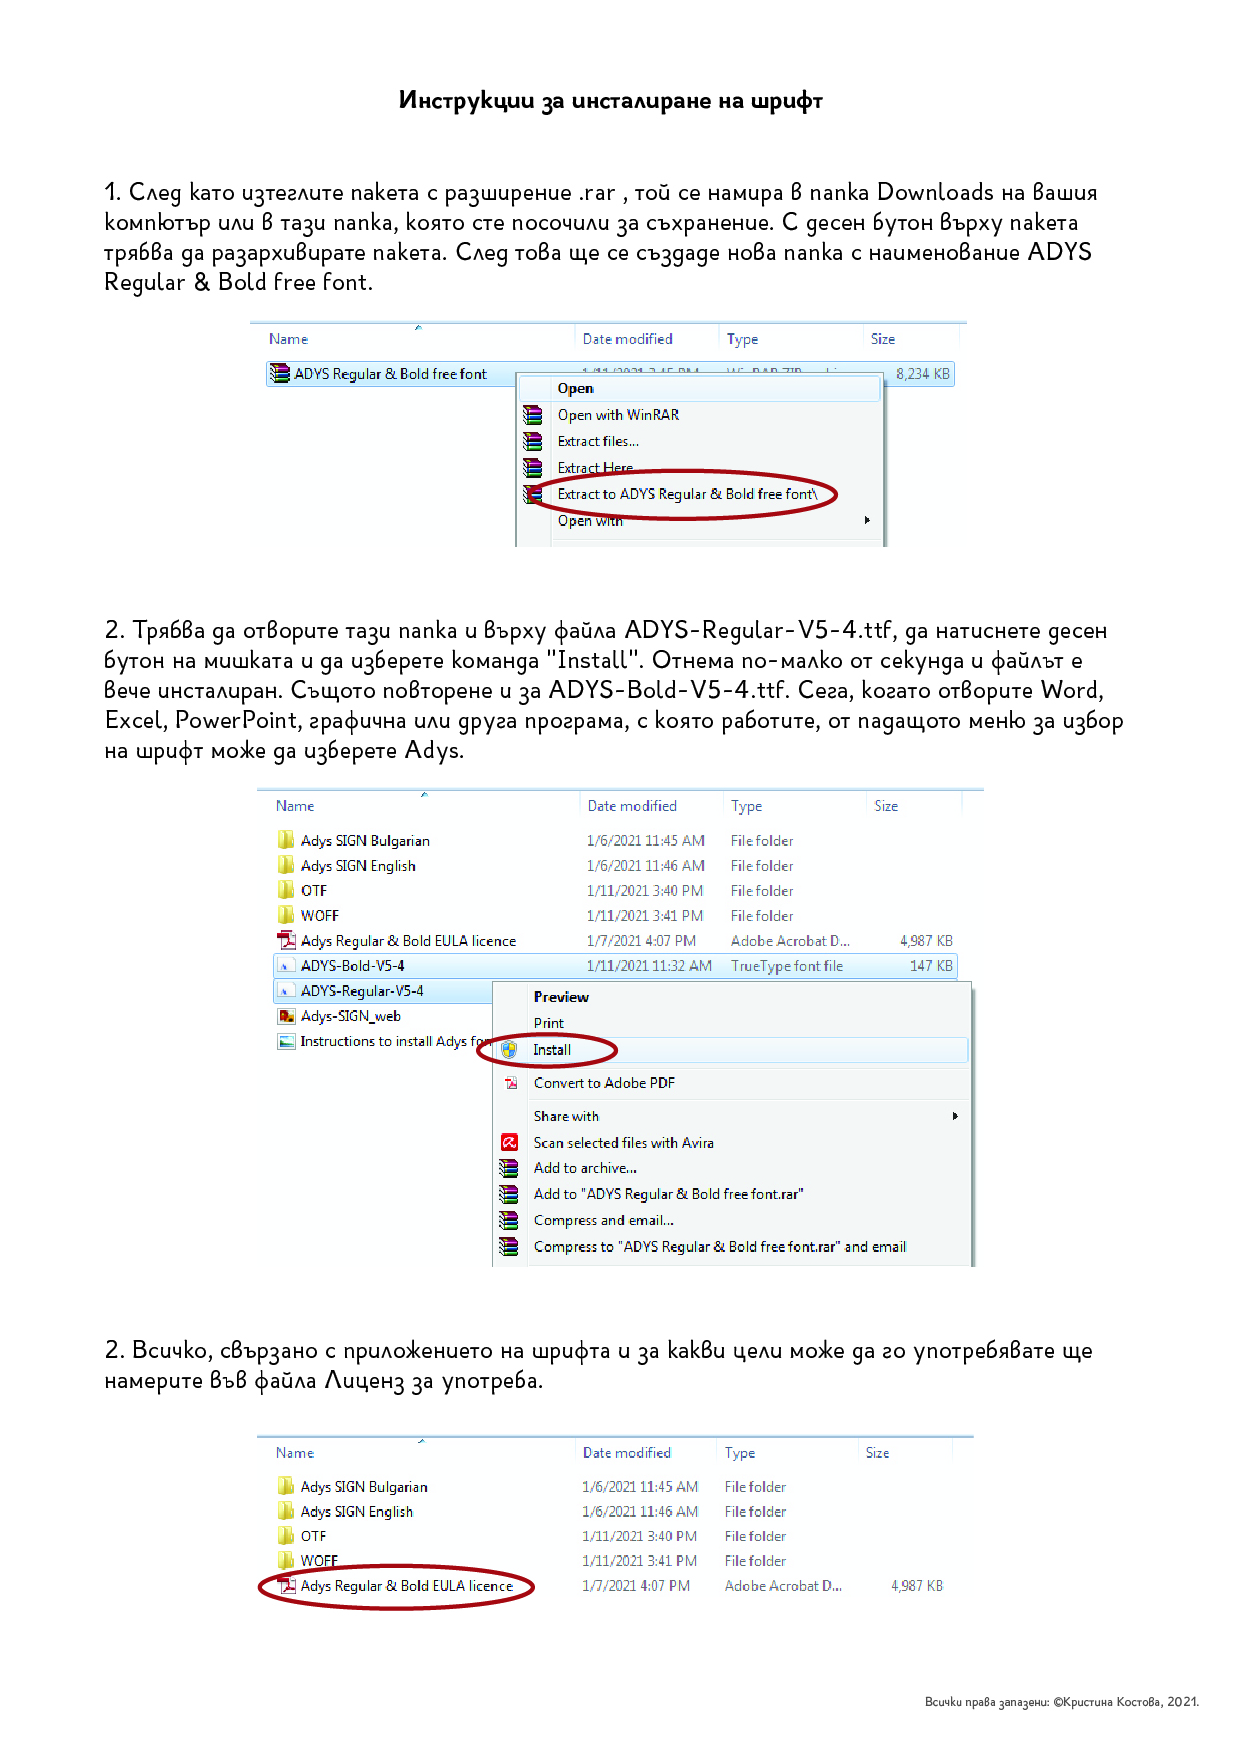 Инструкции за инсталиране на шрифт
1. След като изтеглите пакета с разширение .rar , той се намира в папка Downloads на вашия
компютър или в тази папка, която сте посочили за съхранение. С десен бутон върху пакета
трябва да разархивирате пакета. След това ще се създаде нова папка с наименование ADYS
Regular & Bold free font.
Name Date modified Type Size
ADYS Regular & Bold free font 8,234 KB
Open
Open with WinRAR
Extract files...
Extract Here
Extract to ADYS Regular & Bold free font\
Open with
2. Трябва да отворите тази папка и върху файла ADYS-Regular-V5-4.ttf, да натиснете десен
бутон на мишката и да изберете команда "Install". Отнема по-малко от секунда и файлът е
вече инсталиран. Същото повторене и за ADYS-Bold-V5-4.ttf. Сега, когато отворите Word,
Excel, PowerPoint, графична или друга програма, с която работите, от падащото меню за избор
на шрифт може да изберете Adys.
Name Date modified Type Size
Adys SIGN Bulgarian 1/6/2021 11:45 AM File folder
Adys SIGN English 1/6/2021 11:46 AM File folder
OTF 1/11/2021 3:40 PM File folder
WOFF 1/11/2021 3:41 PM File folder
Adys Regular & Bold EULA licence 1/7/2021 4:07 PM Adobe Acrobat D... 4,987 KB
ADYS-Bold-V5-4 1/11/2021 11:32 AM TrueType font file 147 KB
ADYS-Regular-V5-4
Adys-SIGN_web
Instructions to install Adys fon
Preview
Print
Install
Convert to Adobe PDF
Share with
Scan selected files with Avira
Add to archive...
Add to "ADYS Regular & Bold free font.rar"
Compress and email...
Compress to "ADYS Regular & Bold free font.rar" and email
2. Всичко, свързано с приложението на шрифта и за какви цели може да го употребявате ще
намерите във файла Лиценз за употреба.
Name Date modified Type Size
Adys SIGN Bulgarian 1/6/2021 11:45 AM File folder
Adys SIGN English 1/6/2021 11:46 AM File folder
OTF 1/11/2021 3:40 PM File folder
WOFF 1/11/2021 3:41 PM File folder
Adys Regular & Bold EULA licence 1/7/2021 4:07 PM Adobe Acrobat D... 4,987 KB
Всички права запазени: ©Кристина Костова, 2021.